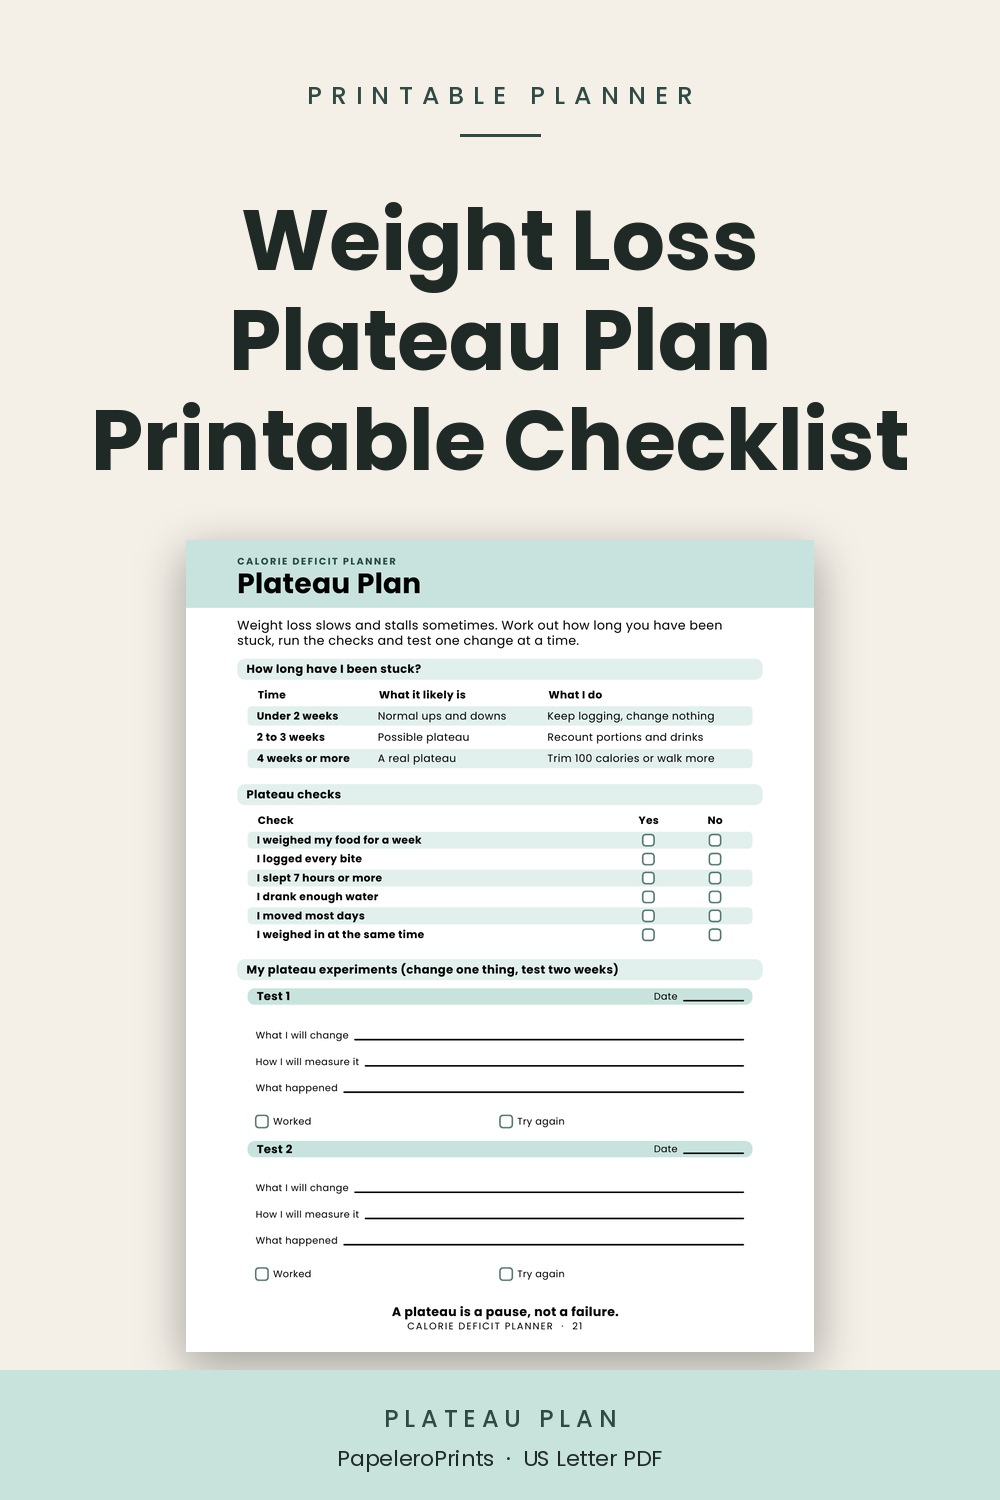 PRINTABLE PLANNER
Weight Loss
Plateau Plan
Printable Checklist
CALORIE DEFICIT PLANNER
Plateau Plan
Weight loss slows and stalls sometimes. Work out how long you have been
stuck, run the checks and test one change at a time.
How long have I been stuck?
Time What it likely is What I do
Under 2 weeks Normal ups and downs Keep logging, change nothing
2 to 3 weeks Possible plateau Recount portions and drinks
4 weeks or more A real plateau Trim 100 calories or walk more
Plateau checks
Check Yes No
I weighed my food for a week
I logged every bite
I slept 7 hours or more
I drank enough water
I moved most days
I weighed in at the same time
My plateau experiments (change one thing, test two weeks)
Test 1 Date
What I will change
How I will measure it
What happened
Worked Try again
Test 2 Date
What I will change
How I will measure it
What happened
Worked Try again
A plateau is a pause, not a failure.
CALORIE DEFICIT PLANNER · 21
PLATEAU PLAN
PapeleroPrints · US Letter PDF